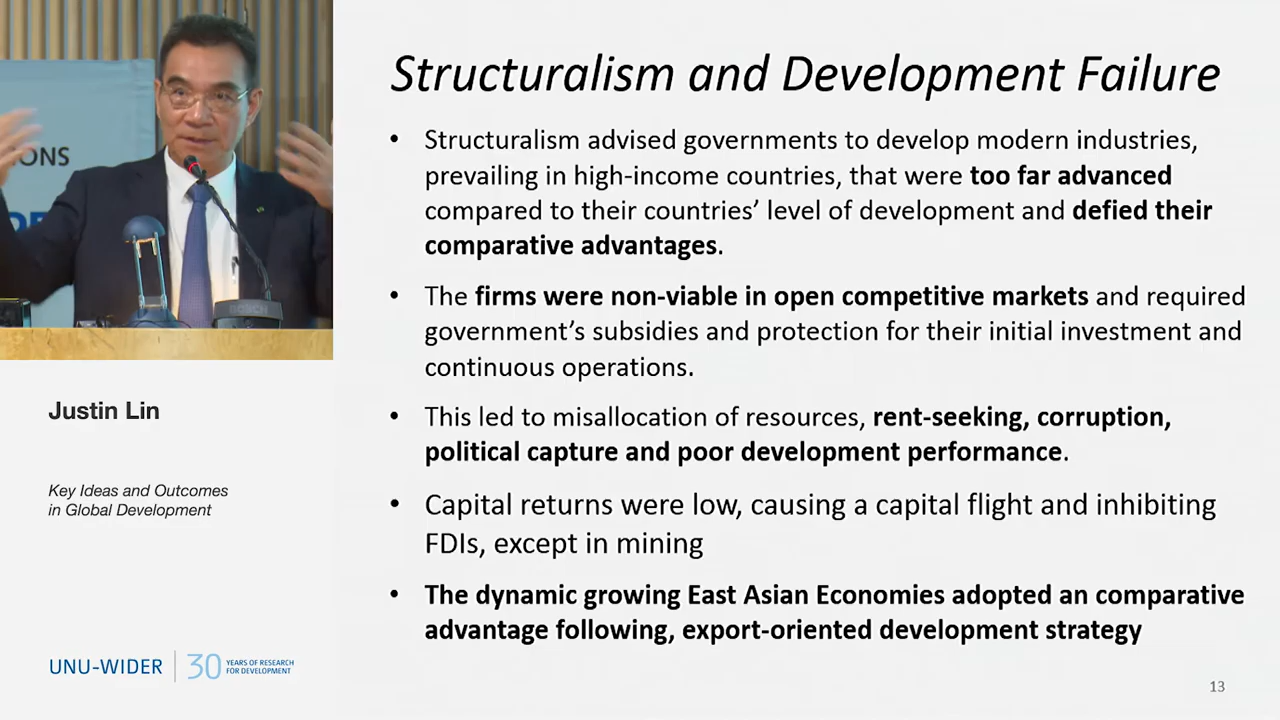 Structuralism and Development Failure
• Structuralism advised governments to develop modern industries,
prevailing in high-income countries, that were too far advanced
compared to their countries’ level of development and defied their
comparative advantages.
• The firms were non-viable in open competitive markets and required
government’s subsidies and protection for their initial investment and
continuous operations.
• This led to misallocation of resources, rent-seeking, corruption,
political capture and poor development performance.
• Capital returns were low, causing a capital flight and inhibiting
FDIs, except in mining
• The dynamic growing East Asian Economies adopted an comparative
advantage following, export-oriented development strategy
13
IONS
BOSCH
Justin Lin
Key Ideas and Outcomes
in Global Development
UNU-WIDER
30 YEARS OF RESEARCH
FOR DEVELOPMENT